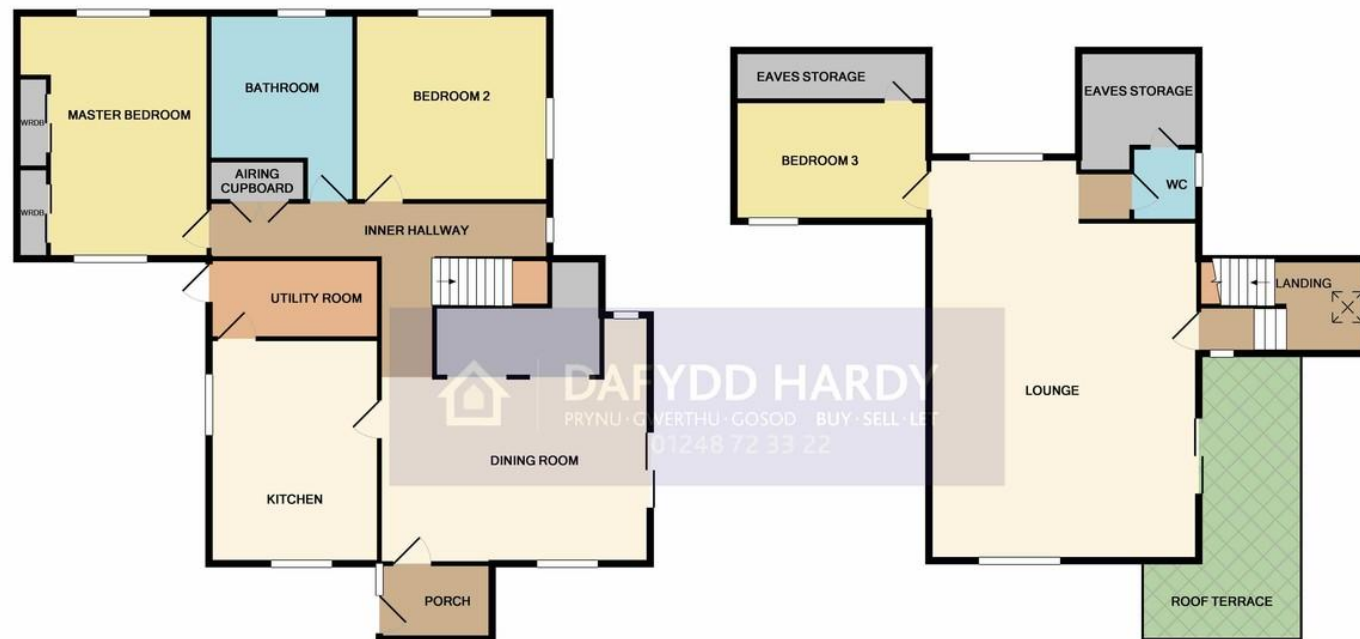 MASTER BEDROOM
BATHROOM
BEDROOM 2
WRDB
WRDB
AIRING
CUPBOARD
INNER HALLWAY
UTILITY ROOM
KITCHEN
DINING ROOM
PORCH
EAVES STORAGE
BEDROOM 3
EAVES STORAGE
WC
LANDING
LOUNGE
ROOF TERRACE
DAFYDD HARDY
PRYNU · GWERTHU · GOSOD BUY · SELL · LET
01248 72 33 22